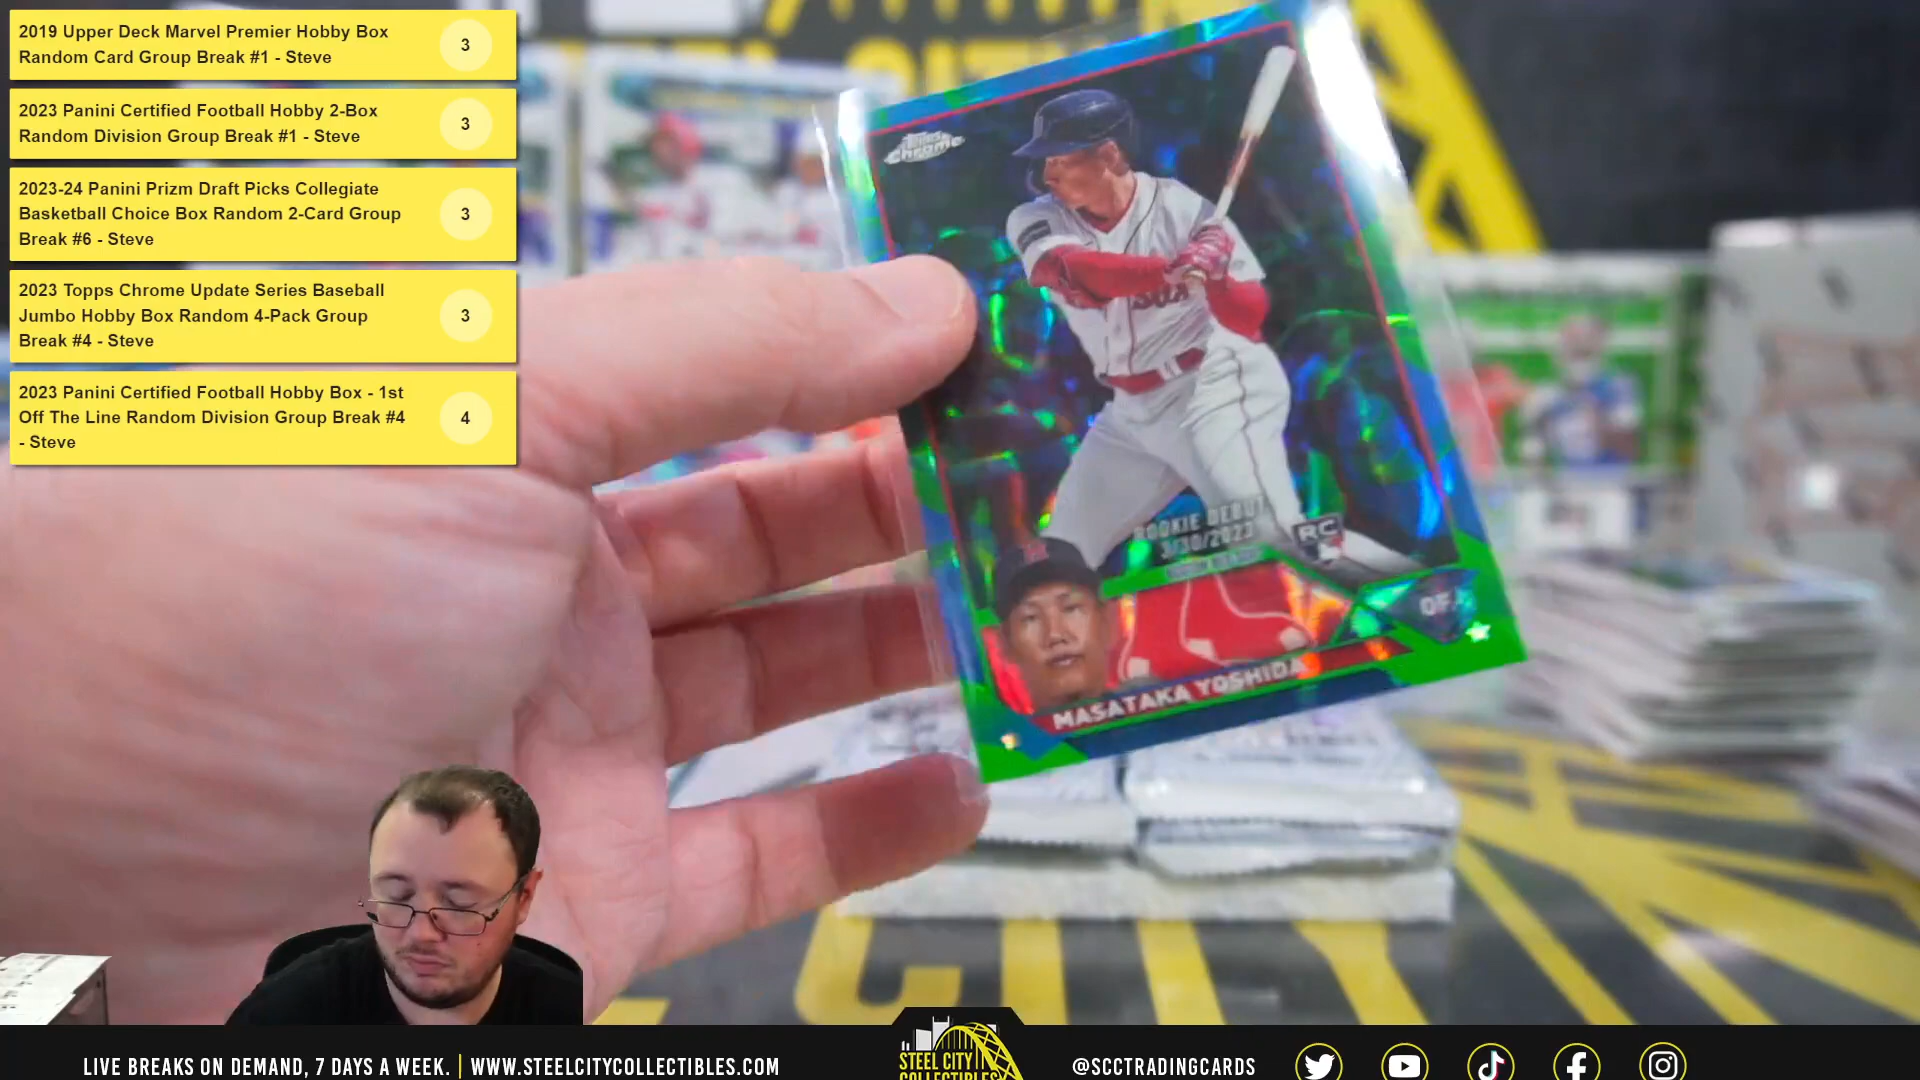 2019 Upper Deck Marvel Premier Hobby Box
Random Card Group Break #1 - Steve
3
2023 Panini Certified Football Hobby 2-Box
Random Division Group Break #1 - Steve
3
2023-24 Panini Prizm Draft Picks Collegiate
Basketball Choice Box Random 2-Card Group
Break #6 - Steve
3
2023 Topps Chrome Update Series Baseball
Jumbo Hobby Box Random 4-Pack Group
Break #4 - Steve
3
2023 Panini Certified Football Hobby Box - 1st
Off The Line Random Division Group Break #4
- Steve
4
Topps
Chrome
ROOKIE DEBUT
3/30/2023
RC
OF
MASATAKA YOSHIDA
LIVE BREAKS ON DEMAND, 7 DAYS A WEEK. | WWW.STEELCITYCOLLECTIBLES.COM
STEEL CITY
COLLECTIBLES
@SCCTRADINGCARDS